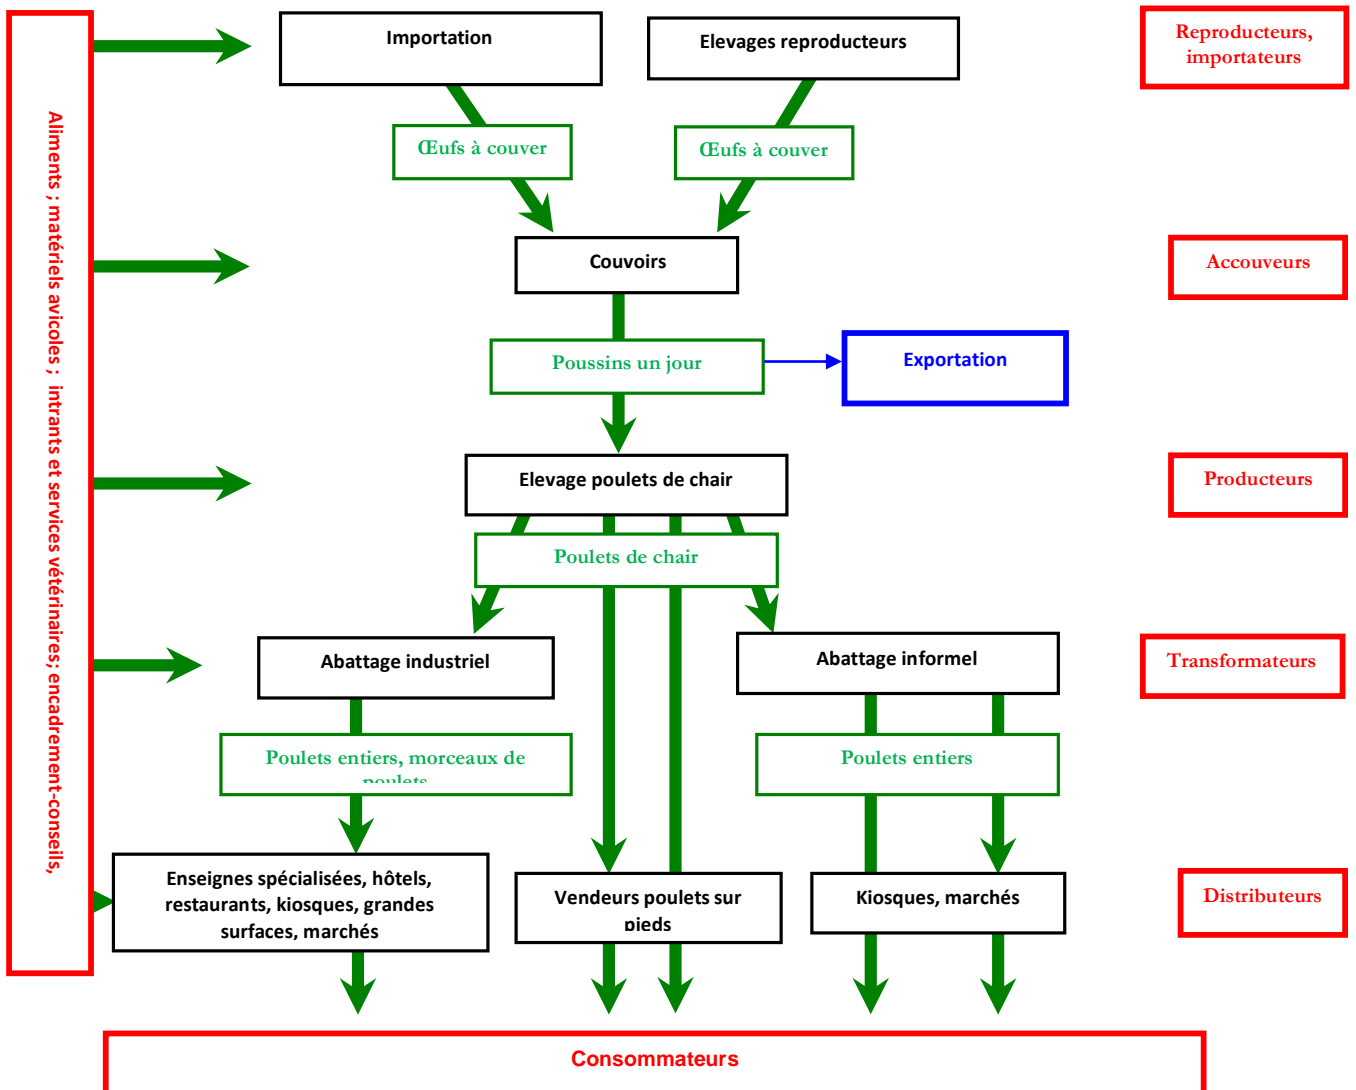 Importation
Elevages reproducteurs
Reproducteurs,
importateurs
Aliments ; matériels avicoles ; intrants et services vétérinaires; encadrement-conseils,
Œufs à couver
Œufs à couver
Couvoirs
Accouveurs
Poussins un jour
Exportation
Elevage poulets de chair
Producteurs
Poulets de chair
Abattage industriel
Abattage informel
Transformateurs
Poulets entiers, morceaux de
poulets
Poulets entiers
Enseignes spécialisées, hôtels,
restaurants, kiosques, grandes
surfaces, marchés
Vendeurs poulets sur
pieds
Kiosques, marchés
Distributeurs
Consommateurs